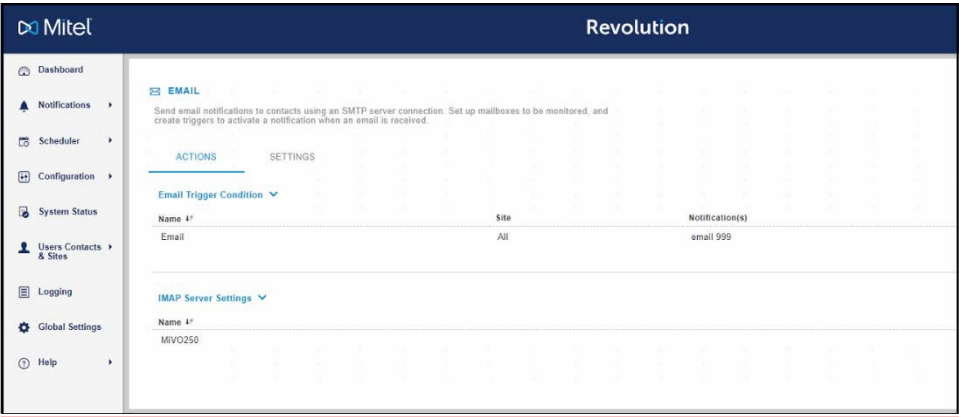 Mitel
Revolution
Dashboard
Notifications
Scheduler
Configuration
System Status
Users Contacts
& Sites
Logging
Global Settings
Help
EMAIL
Send email notifications to contacts using an SMTP server connection. Set up mailboxes to be monitored, and
create triggers to activate a notification when an email is received.
ACTIONS SETTINGS
Email Trigger Condition
Name Site Notification(s)
Email All email 999
IMAP Server Settings
Name
MiVO250